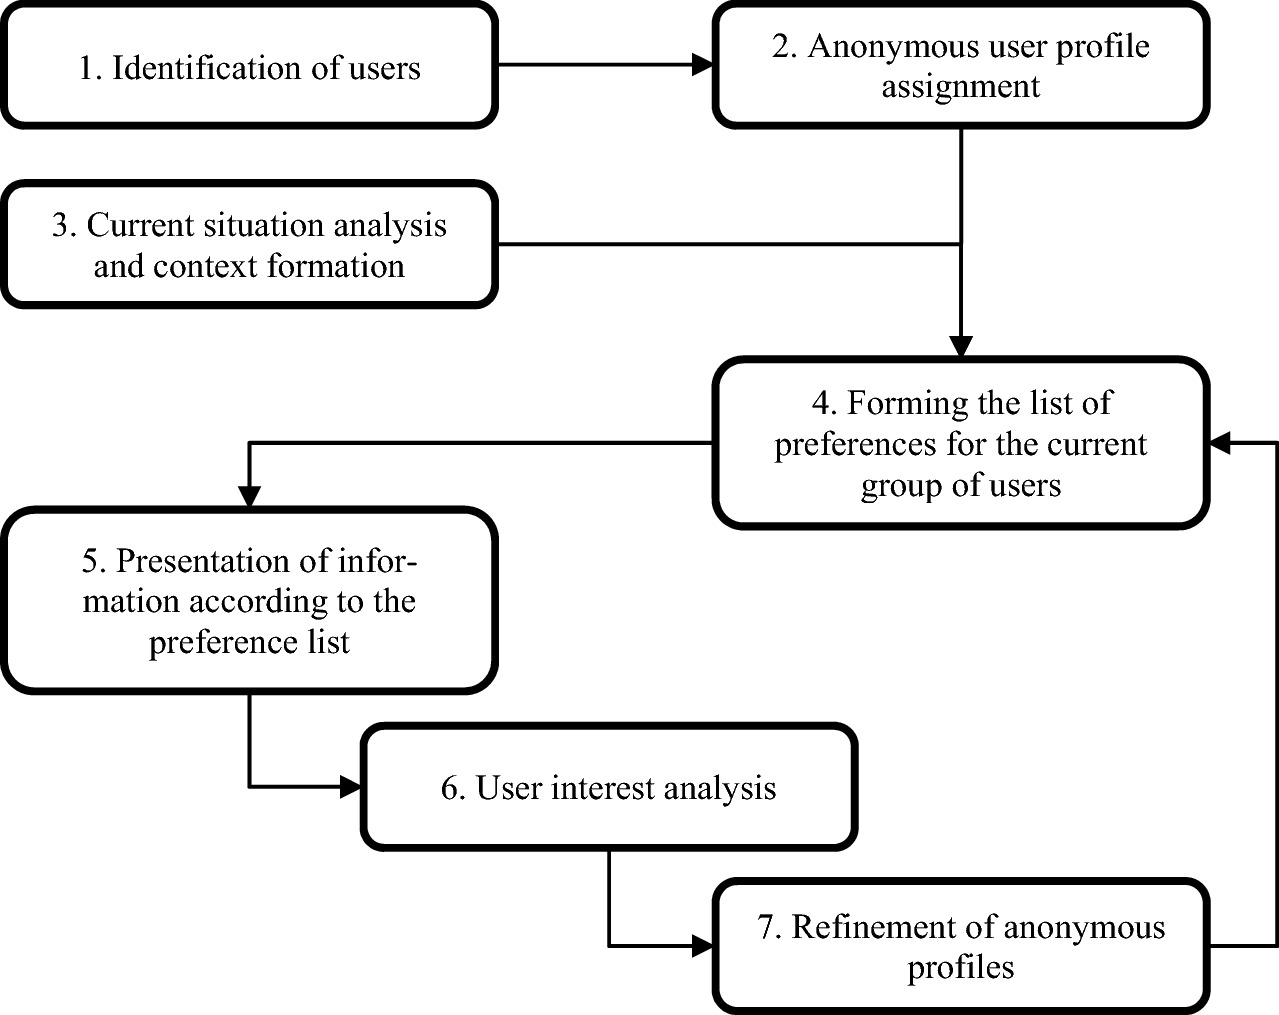 1. Identification of users
2. Anonymous user profile
assignment
3. Current situation analysis
and context formation
4. Forming the list of
preferences for the current
group of users
5. Presentation of infor-
mation according to the
preference list
6. User interest analysis
7. Refinement of anonymous
profiles